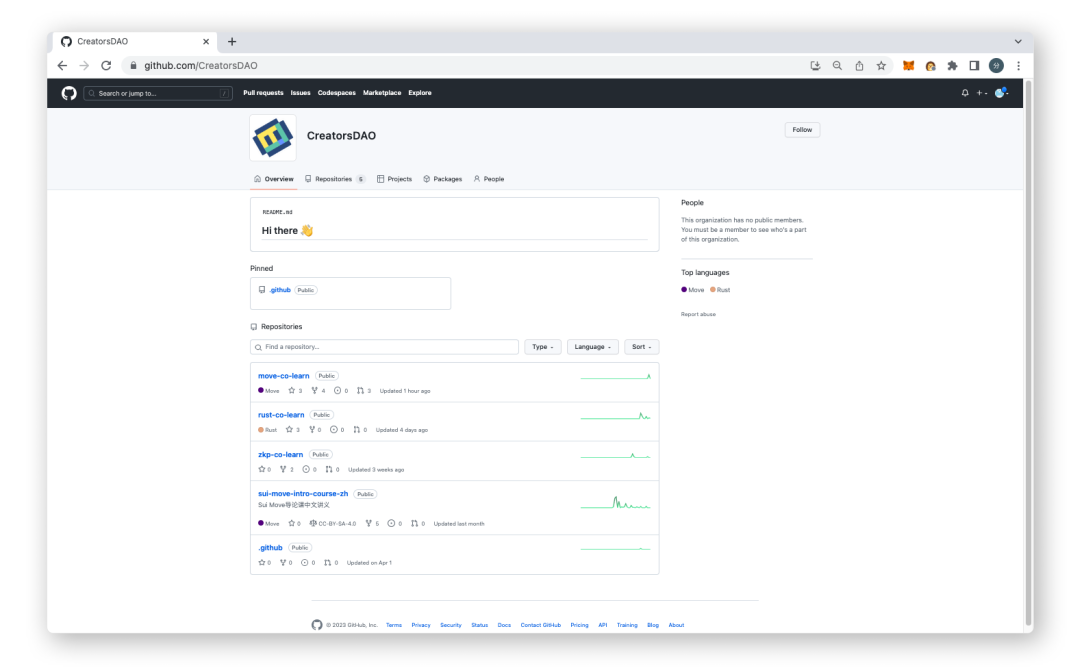 CreatorsDAO
github.com/CreatorsDAO
Search or jump to... /
Pull requests Issues Codespaces Marketplace Explore
CreatorsDAO
Follow
Overview Repositories 5 Projects Packages People
README.md
Hi there 👋
People
This organization has no public members.
You must be a member to see who's a part
of this organization.
Pinned
.github Public
Top languages
Move Rust
Report abuse
Repositories
Find a repository...
Type Language Sort
move-co-learn Public
Move 3 4 0 3 Updated 1 hour ago
rust-co-learn Public
Rust 3 0 0 0 Updated 4 days ago
zkp-co-learn Public
0 2 0 0 Updated 3 weeks ago
sui-move-intro-course-zh Public
Sui Move导论课中文讲义
Move 0 CC-BY-SA-4.0 5 0 0 Updated last month
.github Public
0 0 0 0 Updated on Apr 1
© 2023 GitHub, Inc. Terms Privacy Security Status Docs Contact GitHub Pricing API Training Blog About